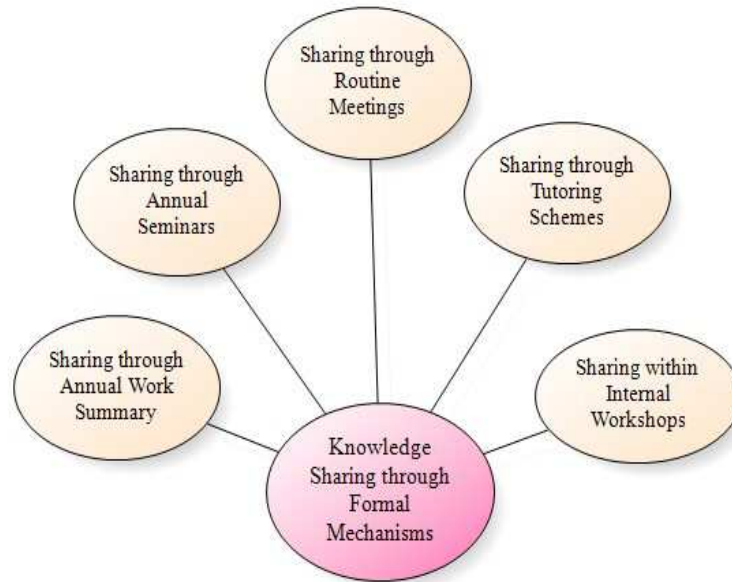 Sharing through
Routine
Meetings
Sharing through
Annual
Seminars
Sharing through
Tutoring
Schemes
Sharing through
Annual Work
Summary
Sharing within
Internal
Workshops
Knowledge
Sharing through
Formal
Mechanisms